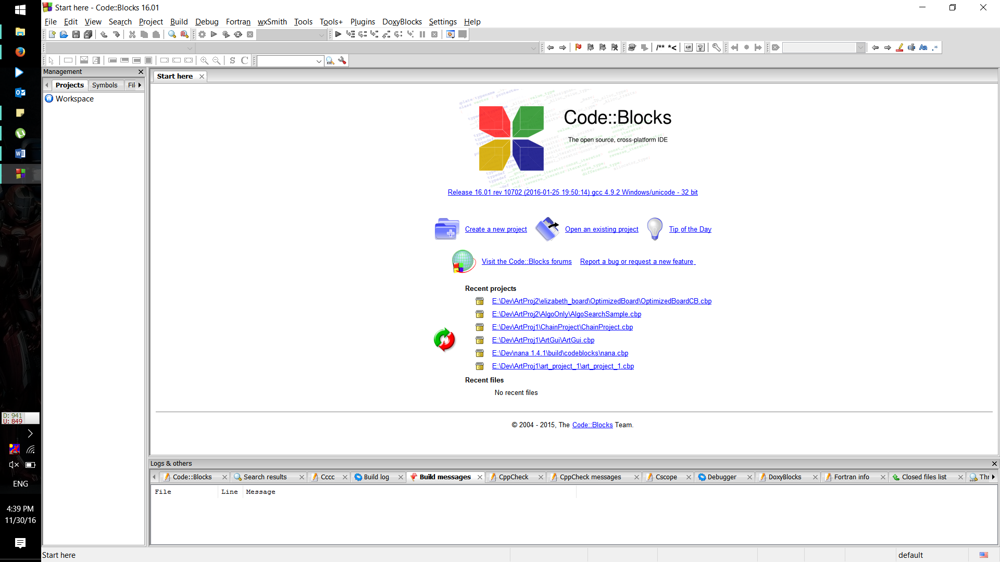 Start here - Code::Blocks 16.01
File Edit View Search Project Build Debug Fortran wxSmith Tools Tools+ Plugins DoxyBlocks Settings Help
/** *<
S C
Management
Projects Symbols Fil
Workspace
Start here
Code::Blocks
The open source, cross-platform IDE
Release 16.01 rev 10702 (2016-01-25 19:50:14) gcc 4.9.2 Windows/unicode - 32 bit
Create a new project Open an existing project Tip of the Day
Visit the Code::Blocks forums Report a bug or request a new feature
Recent projects
E:\Dev\ArtProj2\elizabeth_board\OptimizedBoard\OptimizedBoardCB.cbp
E:\Dev\ArtProj2\AlgoOnly\AlgoSearchSample.cbp
E:\Dev\ArtProj1\ChainProject\ChainProject.cbp
E:\Dev\ArtProj1\ArtGui\ArtGui.cbp
E:\Dev\nana 1.4.1\build\codeblocks\nana.cbp
E:\Dev\ArtProj1\art_project_1\art_project_1.cbp
Recent files
No recent files
© 2004 - 2015, The Code::Blocks Team.
Logs & others
Code::Blocks Search results Cccc Build log Build messages CppCheck CppCheck messages Cscope Debugger DoxyBlocks Fortran info Closed files list Thr
File Line Message
Start here default
D: 941
U: 849
ENG
4:39 PM
11/30/16